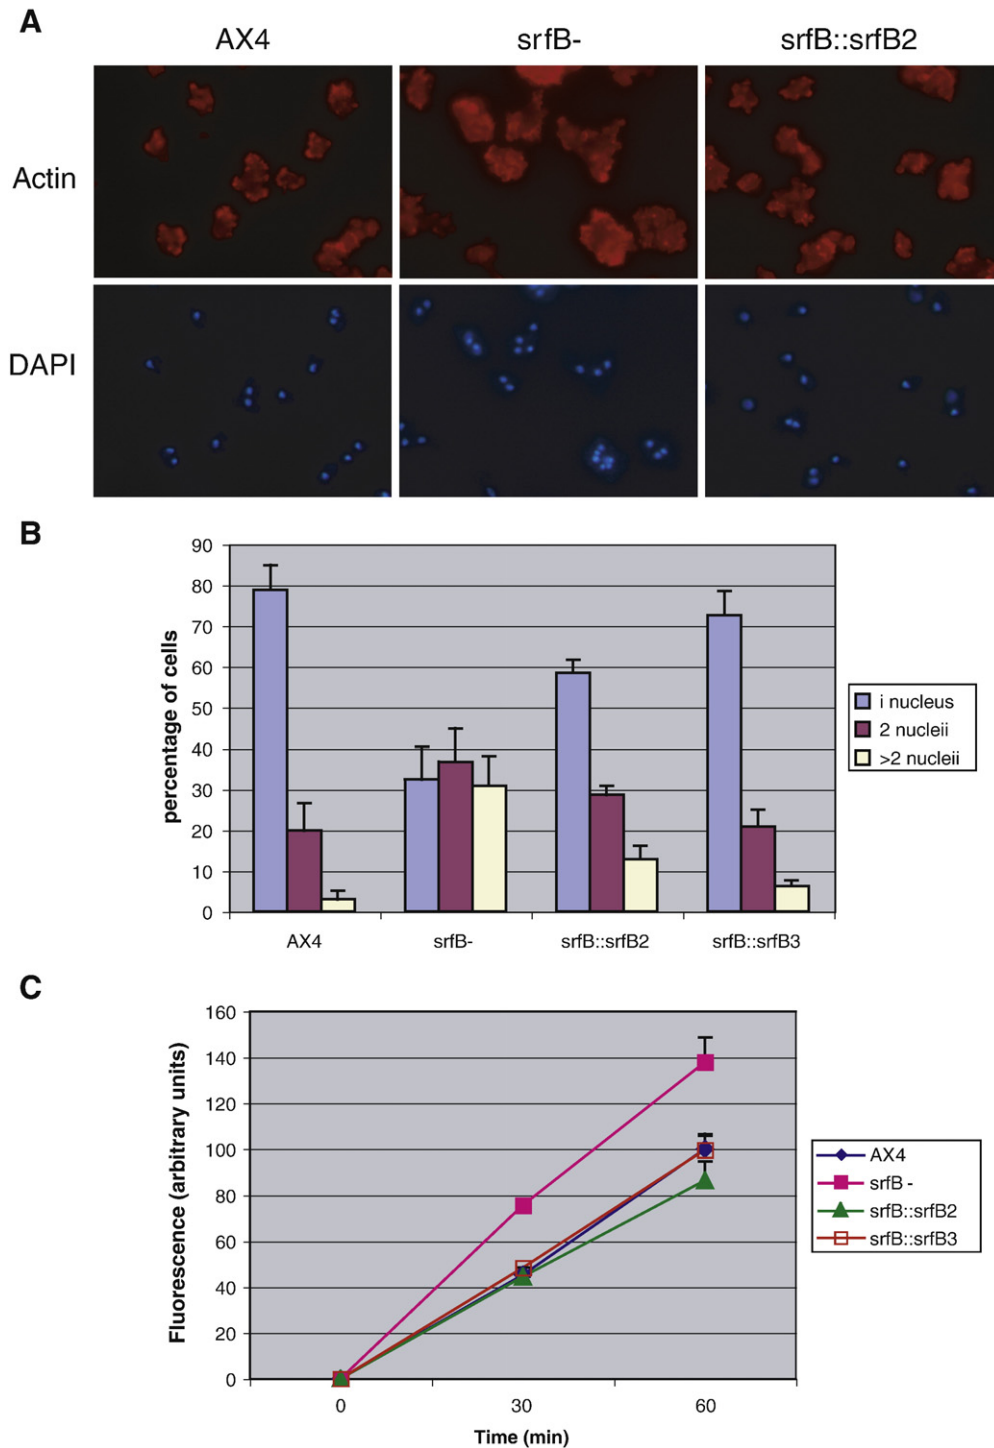 A
AX4
srfB-
srfB::srfB2
Actin
DAPI
B
percentage of cells
90
80
70
60
50
40
30
20
10
0
AX4
srfB-
srfB::srfB2
srfB::srfB3
i nucleus
2 nucleii
>2 nucleii
C
Fluorescence (arbitrary units)
160
140
120
100
80
60
40
20
0
0
30
60
Time (min)
AX4
srfB -
srfB::srfB2
srfB::srfB3